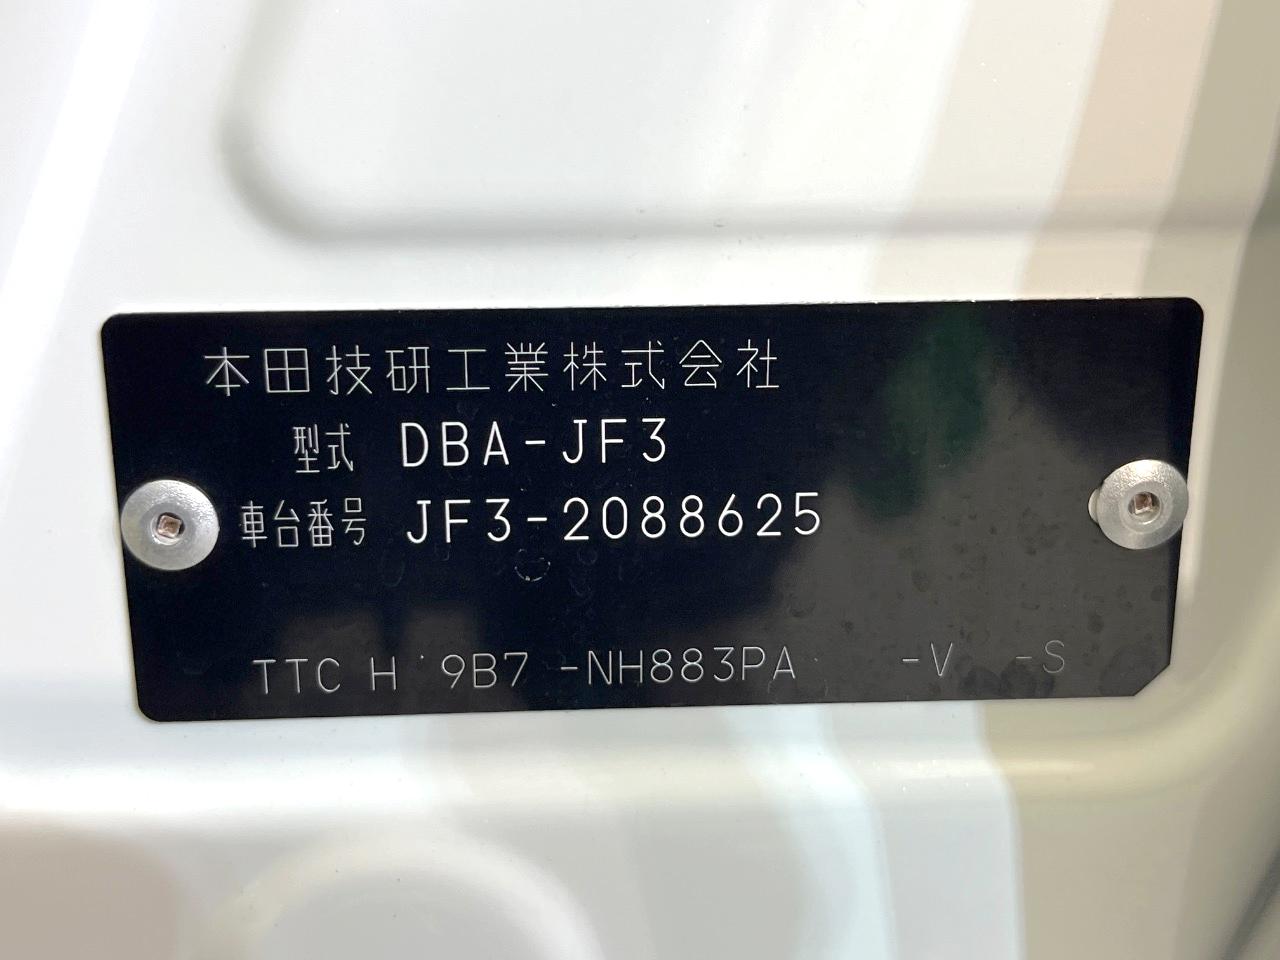 本田技研工業株式会社
型式 DBA-JF3
車台番号 JF3-2088625
TTC H 9B7 -NH883PA -V -S